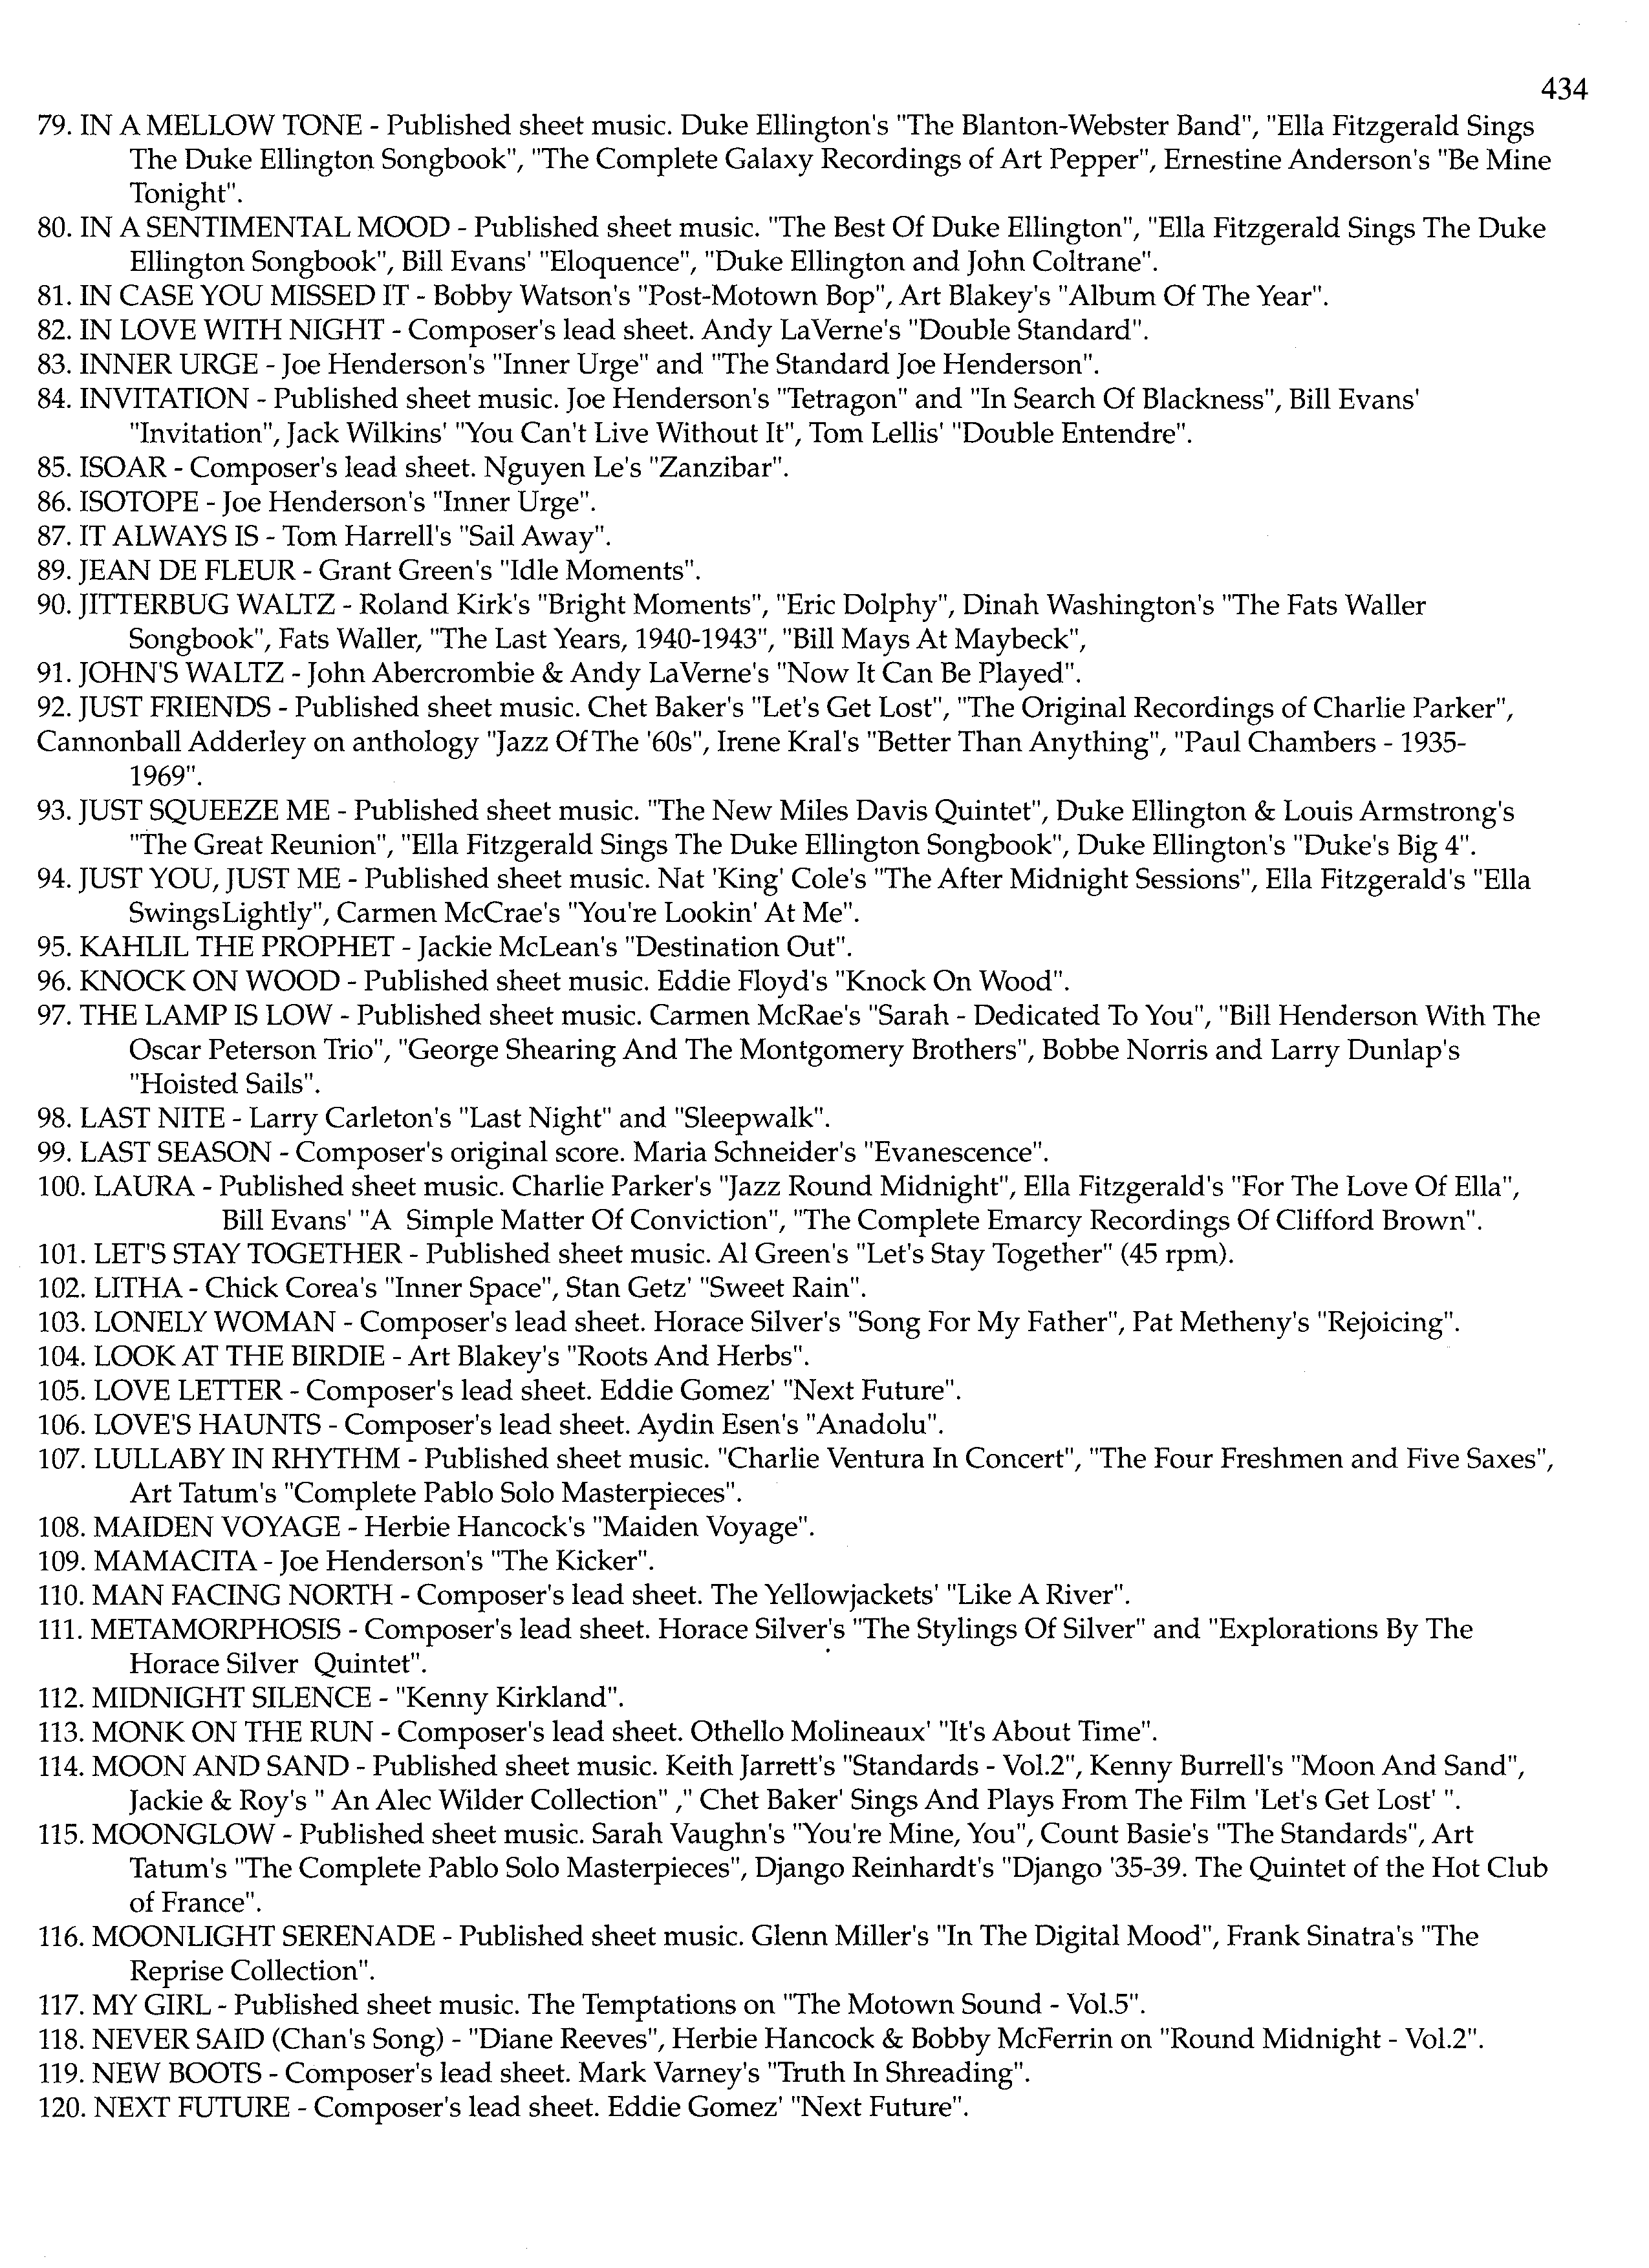 434
79. IN A MELLOW TONE - Published sheet music. Duke Ellington's "The Blanton-Webster Band", "Ella Fitzgerald Sings
The Duke Ellington Songbook", "The Complete Galaxy Recordings of Art Pepper", Ernestine Anderson's "Be Mine
Tonight".
80. IN A SENTIMENTAL MOOD - Published sheet music. "The Best Of Duke Ellington", "Ella Fitzgerald Sings The Duke
Ellington Songbook", Bill Evans' "Eloquence", "Duke Ellington and John Coltrane".
81. IN CASE YOU MISSED IT - Bobby Watson's "Post-Motown Bop", Art Blakey's "Album Of The Year".
82. IN LOVE WITH NIGHT - Composer's lead sheet. Andy LaVerne's "Double Standard".
83. INNER URGE - Joe Henderson's "Inner Urge" and "The Standard Joe Henderson".
84. INVITATION - Published sheet music. Joe Henderson's "Tetragon" and "In Search Of Blackness", Bill Evans'
"Invitation", Jack Wilkins' "You Can't Live Without It", Tom Lellis' "Double Entendre".
85. ISOAR - Composer's lead sheet. Nguyen Le's "Zanzibar".
86. ISOTOPE - Joe Henderson's "Inner Urge".
87. IT ALWAYS IS - Tom Harrell's "Sail Away".
89. JEAN DE FLEUR - Grant Green's "Idle Moments".
90. JITTERBUG WALTZ - Roland Kirk's "Bright Moments", "Eric Dolphy", Dinah Washington's "The Fats Waller
Songbook", Fats Waller, "The Last Years, 1940-1943", "Bill Mays At Maybeck",
91. JOHN'S WALTZ - John Abercrombie & Andy LaVerne's "Now It Can Be Played".
92. JUST FRIENDS - Published sheet music. Chet Baker's "Let's Get Lost", "The Original Recordings of Charlie Parker",
Cannonball Adderley on anthology "Jazz Of The '60s", Irene Kral's "Better Than Anything", "Paul Chambers - 1935-
1969".
93. JUST SQUEEZE ME - Published sheet music. "The New Miles Davis Quintet", Duke Ellington & Louis Armstrong's
"The Great Reunion", "Ella Fitzgerald Sings The Duke Ellington Songbook", Duke Ellington's "Duke's Big 4".
94. JUST YOU, JUST ME - Published sheet music. Nat 'King' Cole's "The After Midnight Sessions", Ella Fitzgerald's "Ella
Swings Lightly", Carmen McCrae's "You're Lookin' At Me".
95. KAHLIL THE PROPHET - Jackie McLean's "Destination Out".
96. KNOCK ON WOOD - Published sheet music. Eddie Floyd's "Knock On Wood".
97. THE LAMP IS LOW - Published sheet music. Carmen McRae's "Sarah - Dedicated To You", "Bill Henderson With The
Oscar Peterson Trio", "George Shearing And The Montgomery Brothers", Bobbe Norris and Larry Dunlap's
"Hoisted Sails".
98. LAST NITE - Larry Carleton's "Last Night" and "Sleepwalk".
99. LAST SEASON - Composer's original score. Maria Schneider's "Evanescence".
100. LAURA - Published sheet music. Charlie Parker's "Jazz Round Midnight", Ella Fitzgerald's "For The Love Of Ella",
Bill Evans' "A Simple Matter Of Conviction", "The Complete Emarcy Recordings Of Clifford Brown".
101. LET'S STAY TOGETHER - Published sheet music. Al Green's "Let's Stay Together" (45 rpm).
102. LITHA - Chick Corea's "Inner Space", Stan Getz' "Sweet Rain".
103. LONELY WOMAN - Composer's lead sheet. Horace Silver's "Song For My Father", Pat Metheny's "Rejoicing".
104. LOOK AT THE BIRDIE - Art Blakey's "Roots And Herbs".
105. LOVE LETTER - Composer's lead sheet. Eddie Gomez' "Next Future".
106. LOVE'S HAUNTS - Composer's lead sheet. Aydin Esen's "Anadolu".
107. LULLABY IN RHYTHM - Published sheet music. "Charlie Ventura In Concert", "The Four Freshmen and Five Saxes",
Art Tatum's "Complete Pablo Solo Masterpieces".
108. MAIDEN VOYAGE - Herbie Hancock's "Maiden Voyage".
109. MAMACITA - Joe Henderson's "The Kicker".
110. MAN FACING NORTH - Composer's lead sheet. The Yellowjackets' "Like A River".
111. METAMORPHOSIS - Composer's lead sheet. Horace Silver's "The Stylings Of Silver" and "Explorations By The
Horace Silver Quintet".
112. MIDNIGHT SILENCE - "Kenny Kirkland".
113. MONK ON THE RUN - Composer's lead sheet. Othello Molineaux' "It's About Time".
114. MOON AND SAND - Published sheet music. Keith Jarrett's "Standards - Vol.2", Kenny Burrell's "Moon And Sand",
Jackie & Roy's " An Alec Wilder Collection" ," Chet Baker' Sings And Plays From The Film 'Let's Get Lost' ".
115. MOONGLOW - Published sheet music. Sarah Vaughn's "You're Mine, You", Count Basie's "The Standards", Art
Tatum's "The Complete Pablo Solo Masterpieces", Django Reinhardt's "Django '35-39. The Quintet of the Hot Club
of France".
116. MOONLIGHT SERENADE - Published sheet music. Glenn Miller's "In The Digital Mood", Frank Sinatra's "The
Reprise Collection".
117. MY GIRL - Published sheet music. The Temptations on "The Motown Sound - Vol.5".
118. NEVER SAID (Chan's Song) - "Diane Reeves", Herbie Hancock & Bobby McFerrin on "Round Midnight - Vol.2".
119. NEW BOOTS - Composer's lead sheet. Mark Varney's "Truth In Shreading".
120. NEXT FUTURE - Composer's lead sheet. Eddie Gomez' "Next Future".